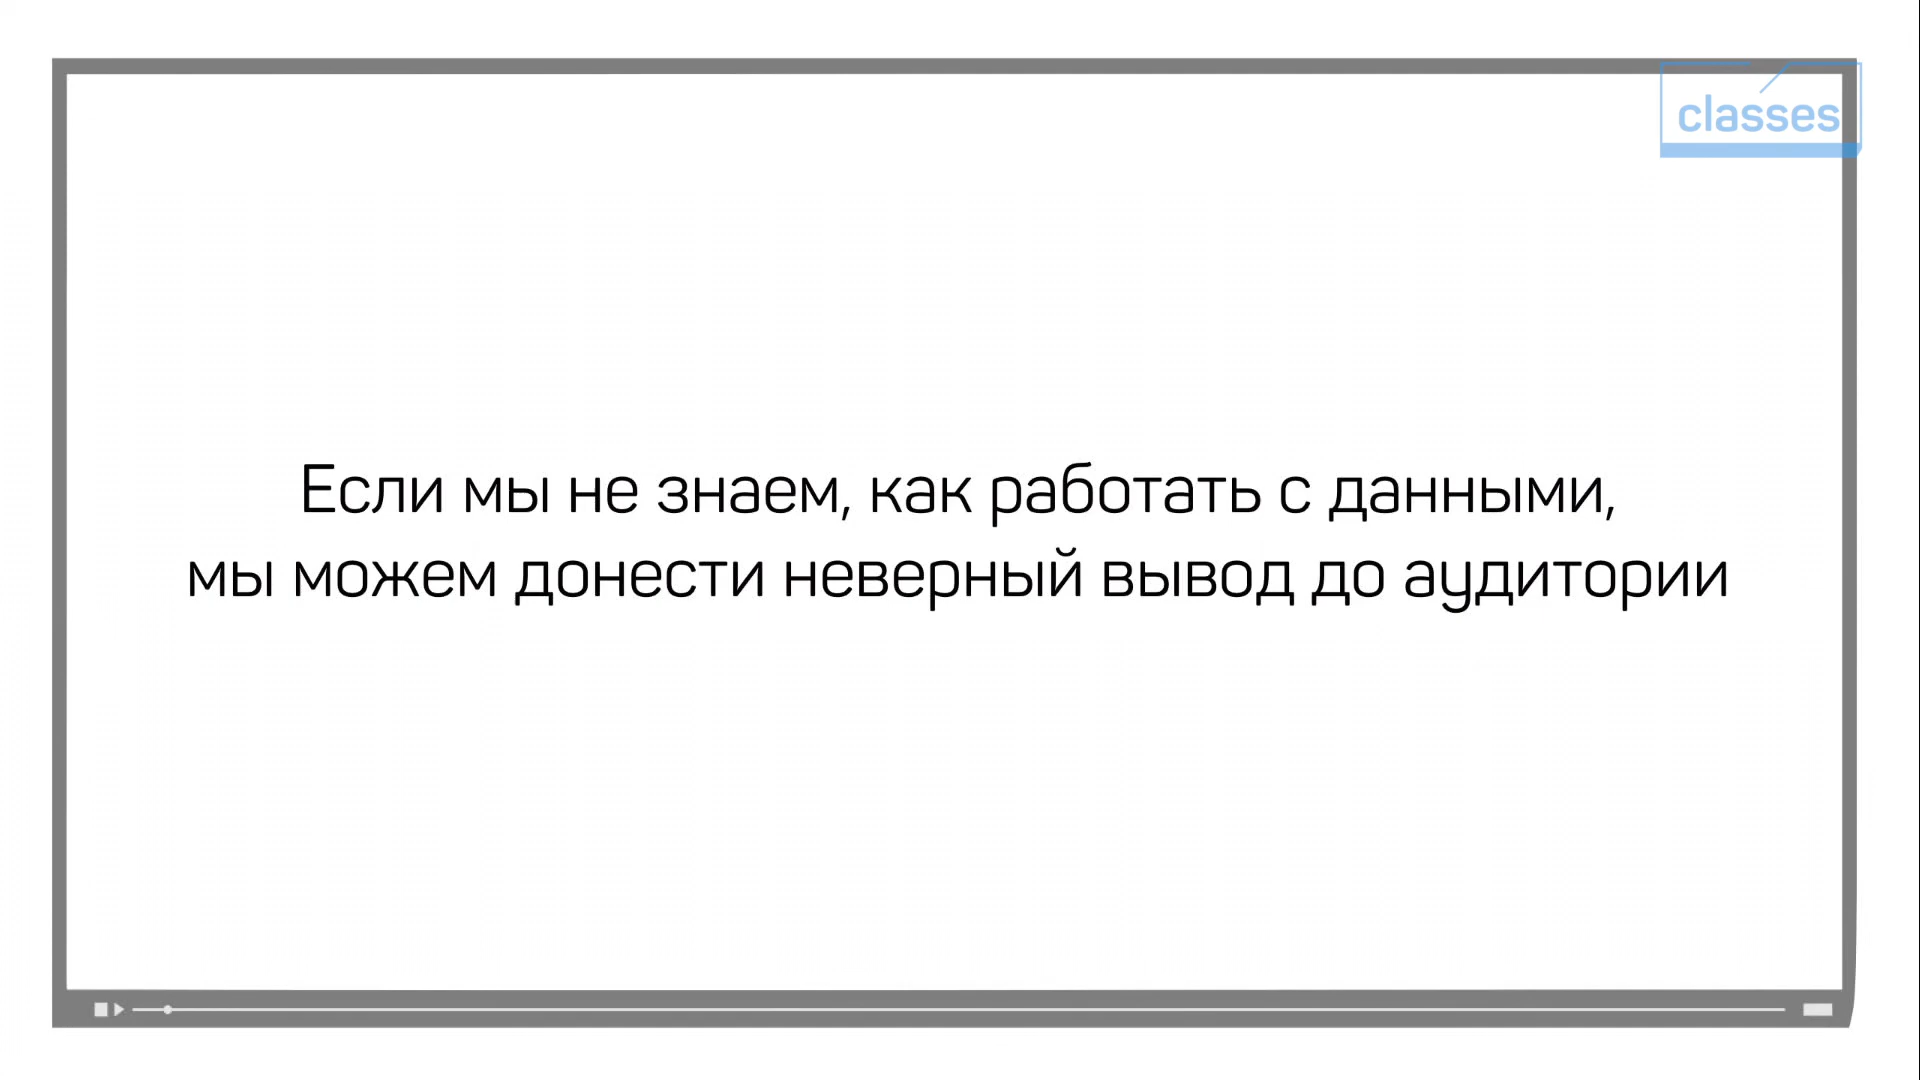 classes
Если мы не знаем, как работать с данными,
мы можем донести неверный вывод до аудитории